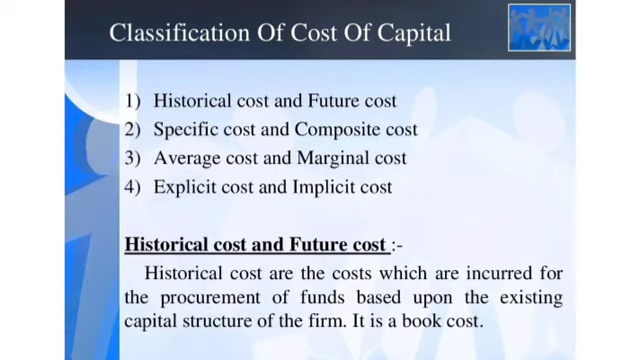 Classification Of Cost Of Capital
1) Historical cost and Future cost
2) Specific cost and Composite cost
3) Average cost and Marginal cost
4) Explicit cost and Implicit cost
Historical cost and Future cost :-
Historical cost are the costs which are incurred for
the procurement of funds based upon the existing
capital structure of the firm. It is a book cost.